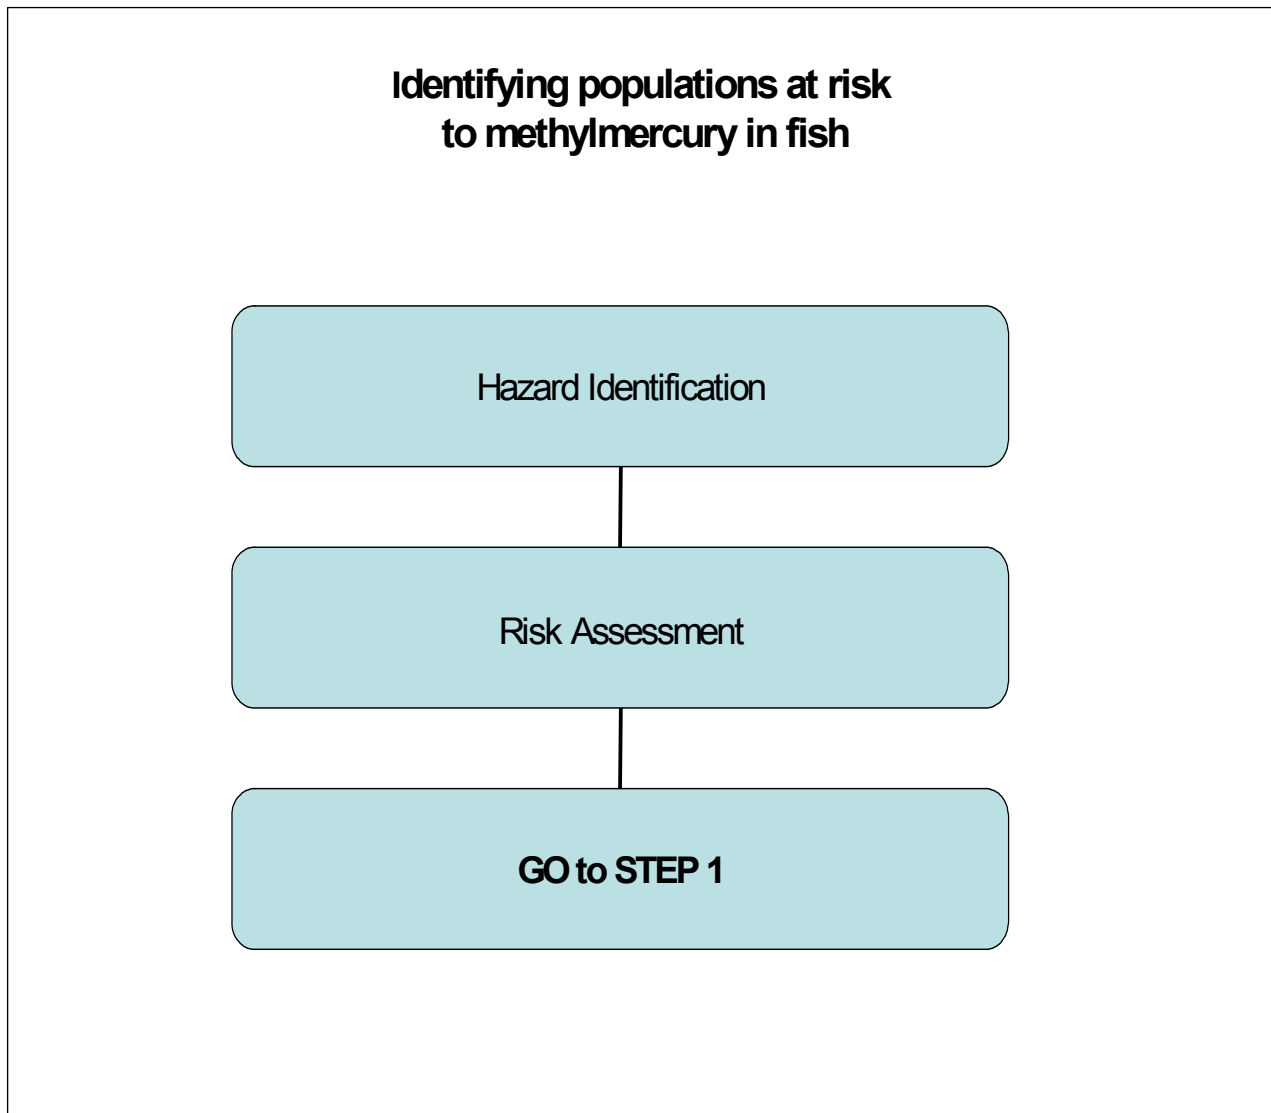 Identifying populations at risk
to methylmercury in fish
Hazard Identification
Risk Assessment
GO to STEP 1